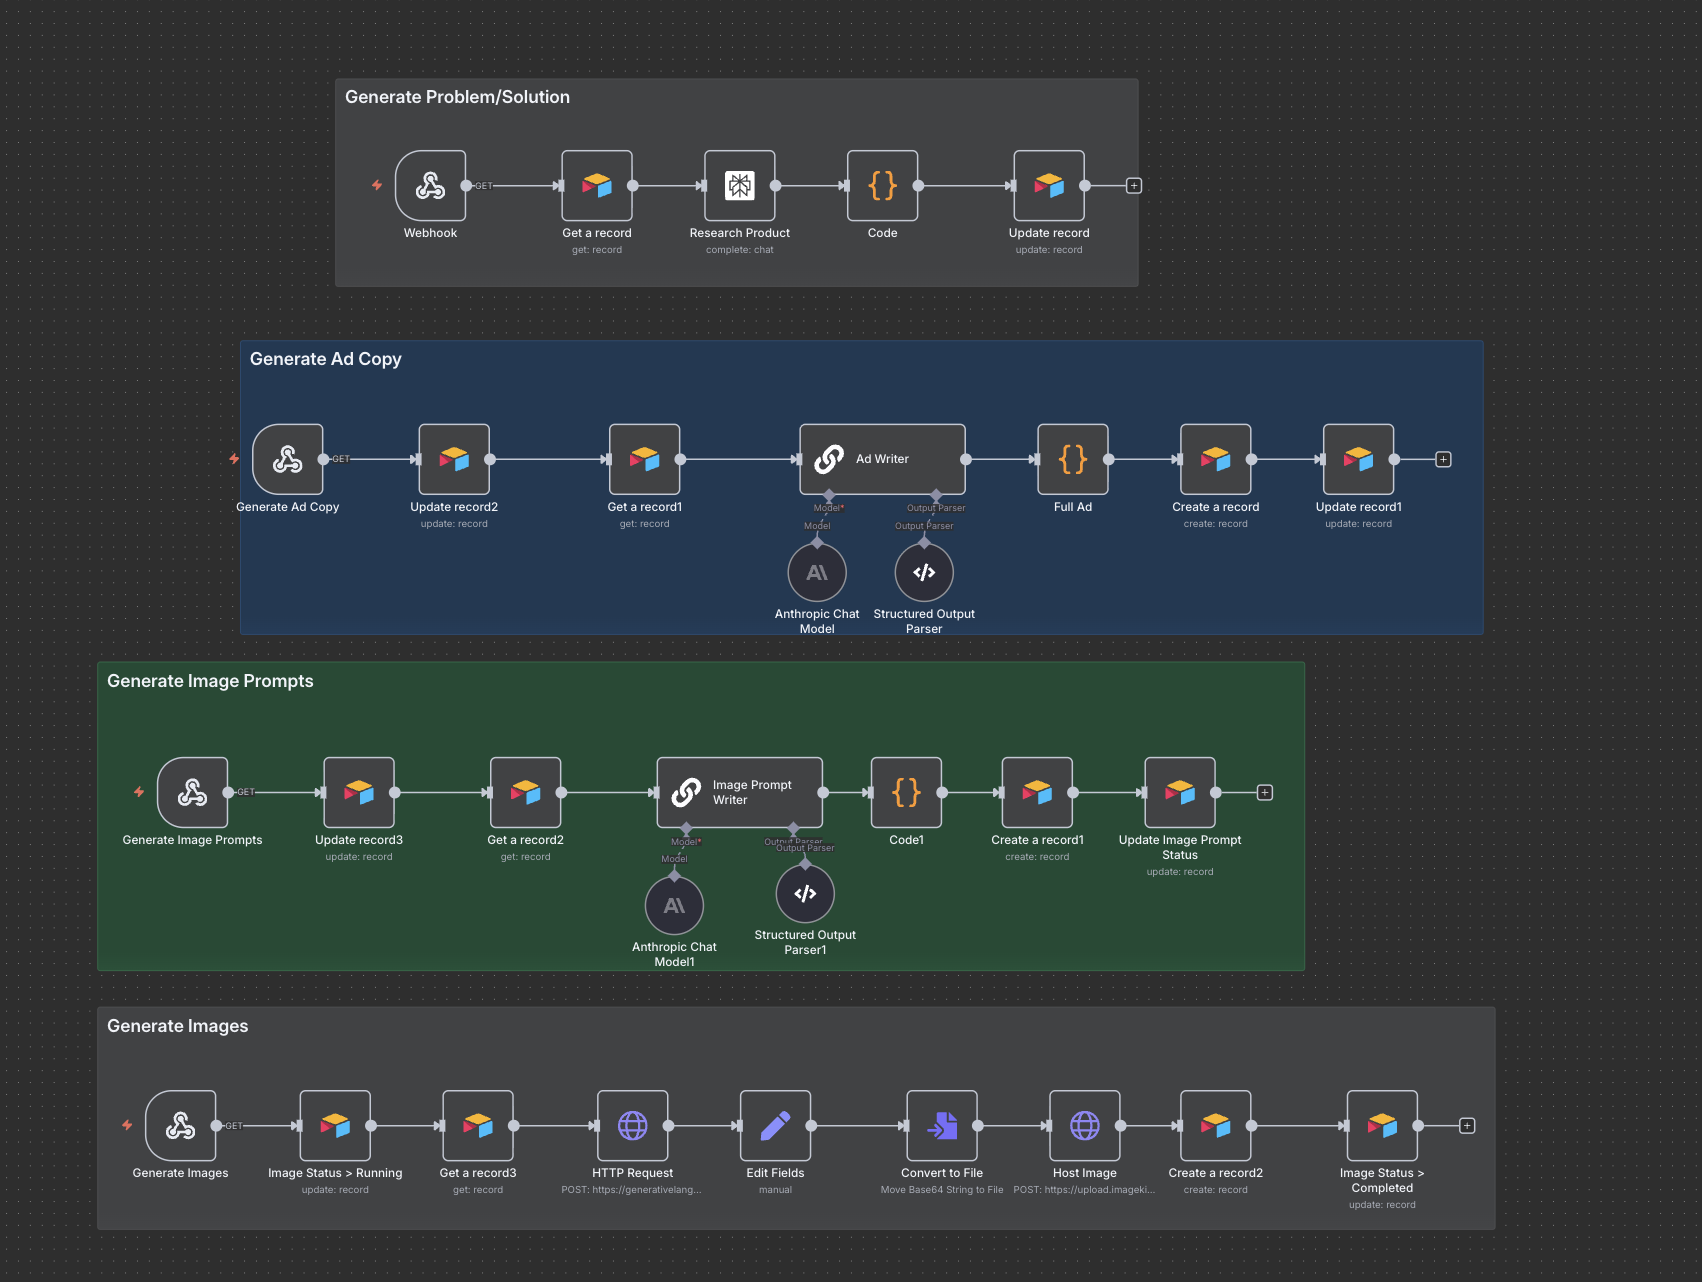 Generate Problem/Solution
GET
Webhook
Get a record
get: record
Research Product
complete: chat
{}
Code
Update record
update: record
+
Generate Ad Copy
GET
Generate Ad Copy
Update record2
update: record
Get a record1
get: record
Ad Writer
Model*
Model
Output Parser
Output Parser
A\
Anthropic Chat
Model
</>
Structured Output
Parser
{}
Full Ad
Create a record
create: record
Update record1
update: record
+
Generate Image Prompts
GET
Generate Image Prompts
Update record3
update: record
Get a record2
get: record
Image Prompt
Writer
Model*
Model
Output Parser
Output Parser
A\
Anthropic Chat
Model1
</>
Structured Output
Parser1
{}
Code1
Create a record1
create: record
Update Image Prompt
Status
update: record
+
Generate Images
GET
Generate Images
Image Status > Running
update: record
Get a record3
get: record
HTTP Request
POST: https://generativelang...
Edit Fields
manual
Convert to File
Move Base64 String to File
Host Image
POST: https://upload.imageki...
Create a record2
create: record
Image Status >
Completed
update: record
+